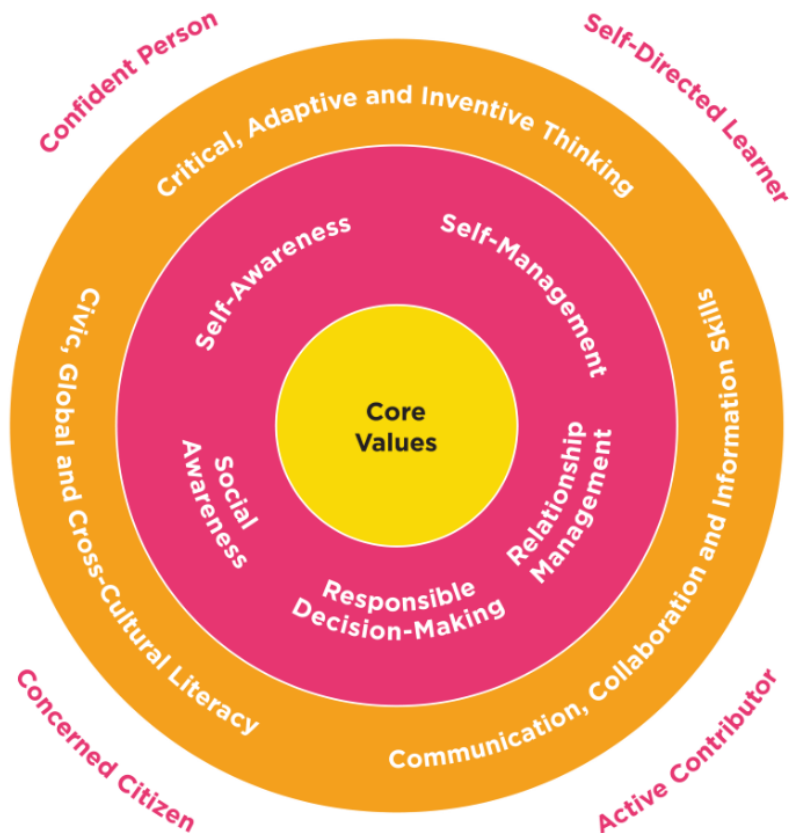 Confident Person
Self-Directed Learner
Critical, Adaptive and Inventive Thinking
Self-Awareness
Self-Management
Civic, Global and Cross-Cultural Literacy
Communication, Collaboration and Information Skills
Core
Values
Social
Awareness
Relationship
Management
Responsible
Decision-Making
Concerned Citizen
Active Contributor